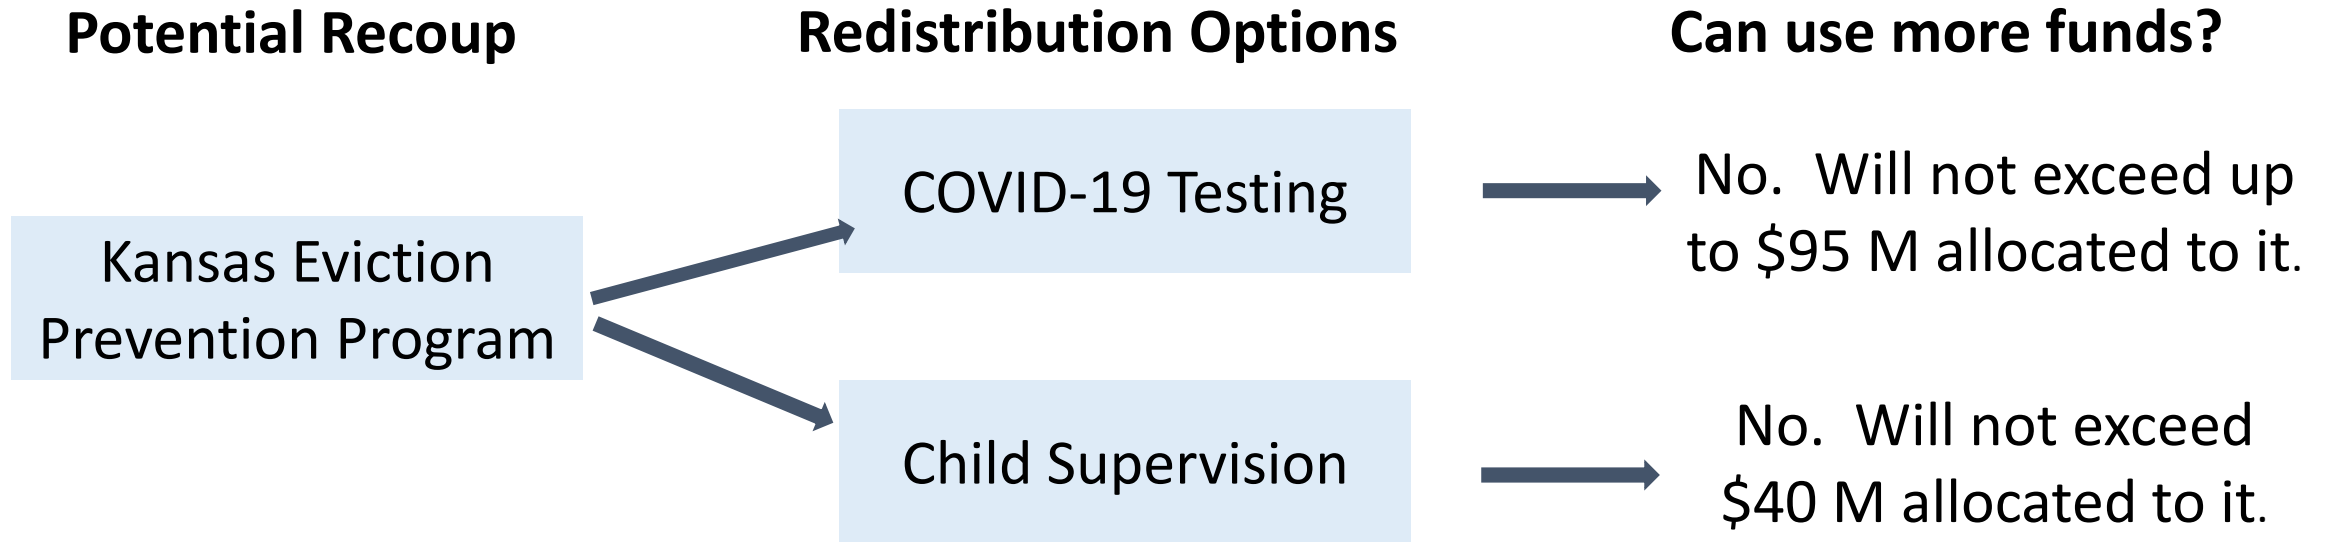 Potential Recoup
Redistribution Options
Can use more funds?
Kansas Eviction
Prevention Program
COVID-19 Testing
No.  Will not exceed up
to $95 M allocated to it.
Child Supervision
No.  Will not exceed
$40 M allocated to it.